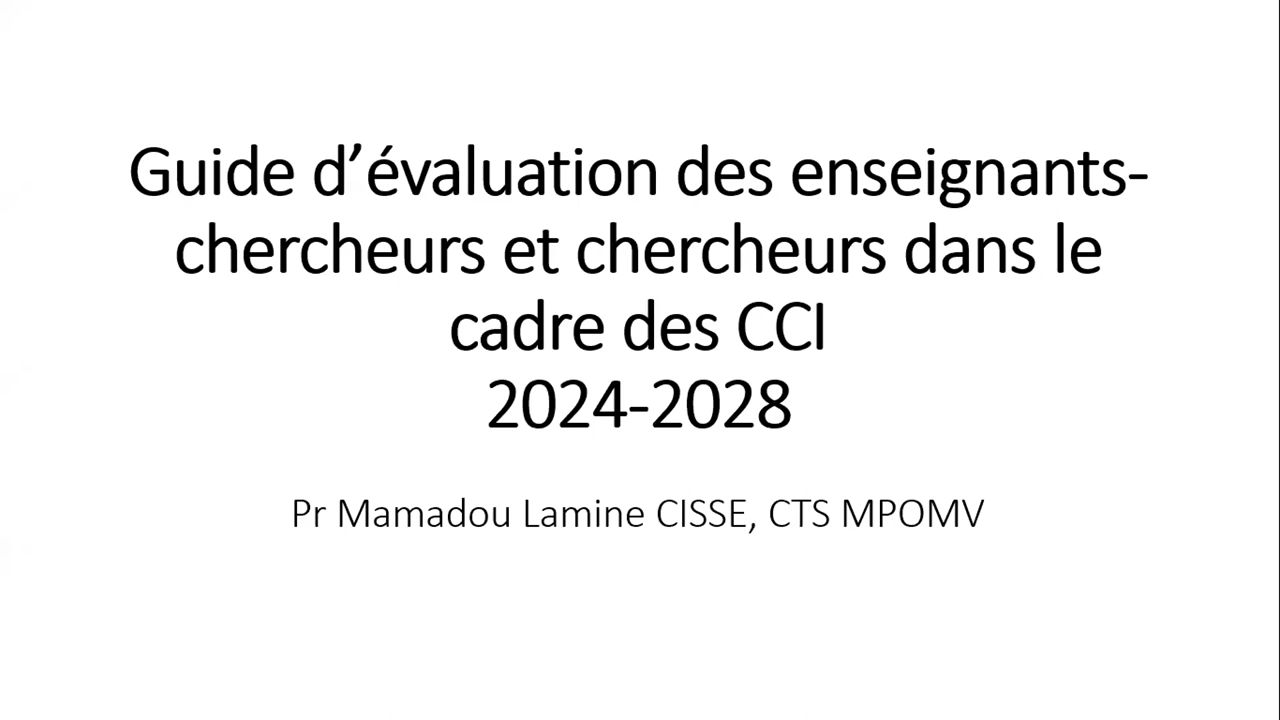 Guide d’évaluation des enseignants-
chercheurs et chercheurs dans le
cadre des CCI
2024-2028
Pr Mamadou Lamine CISSE, CTS MPOMV